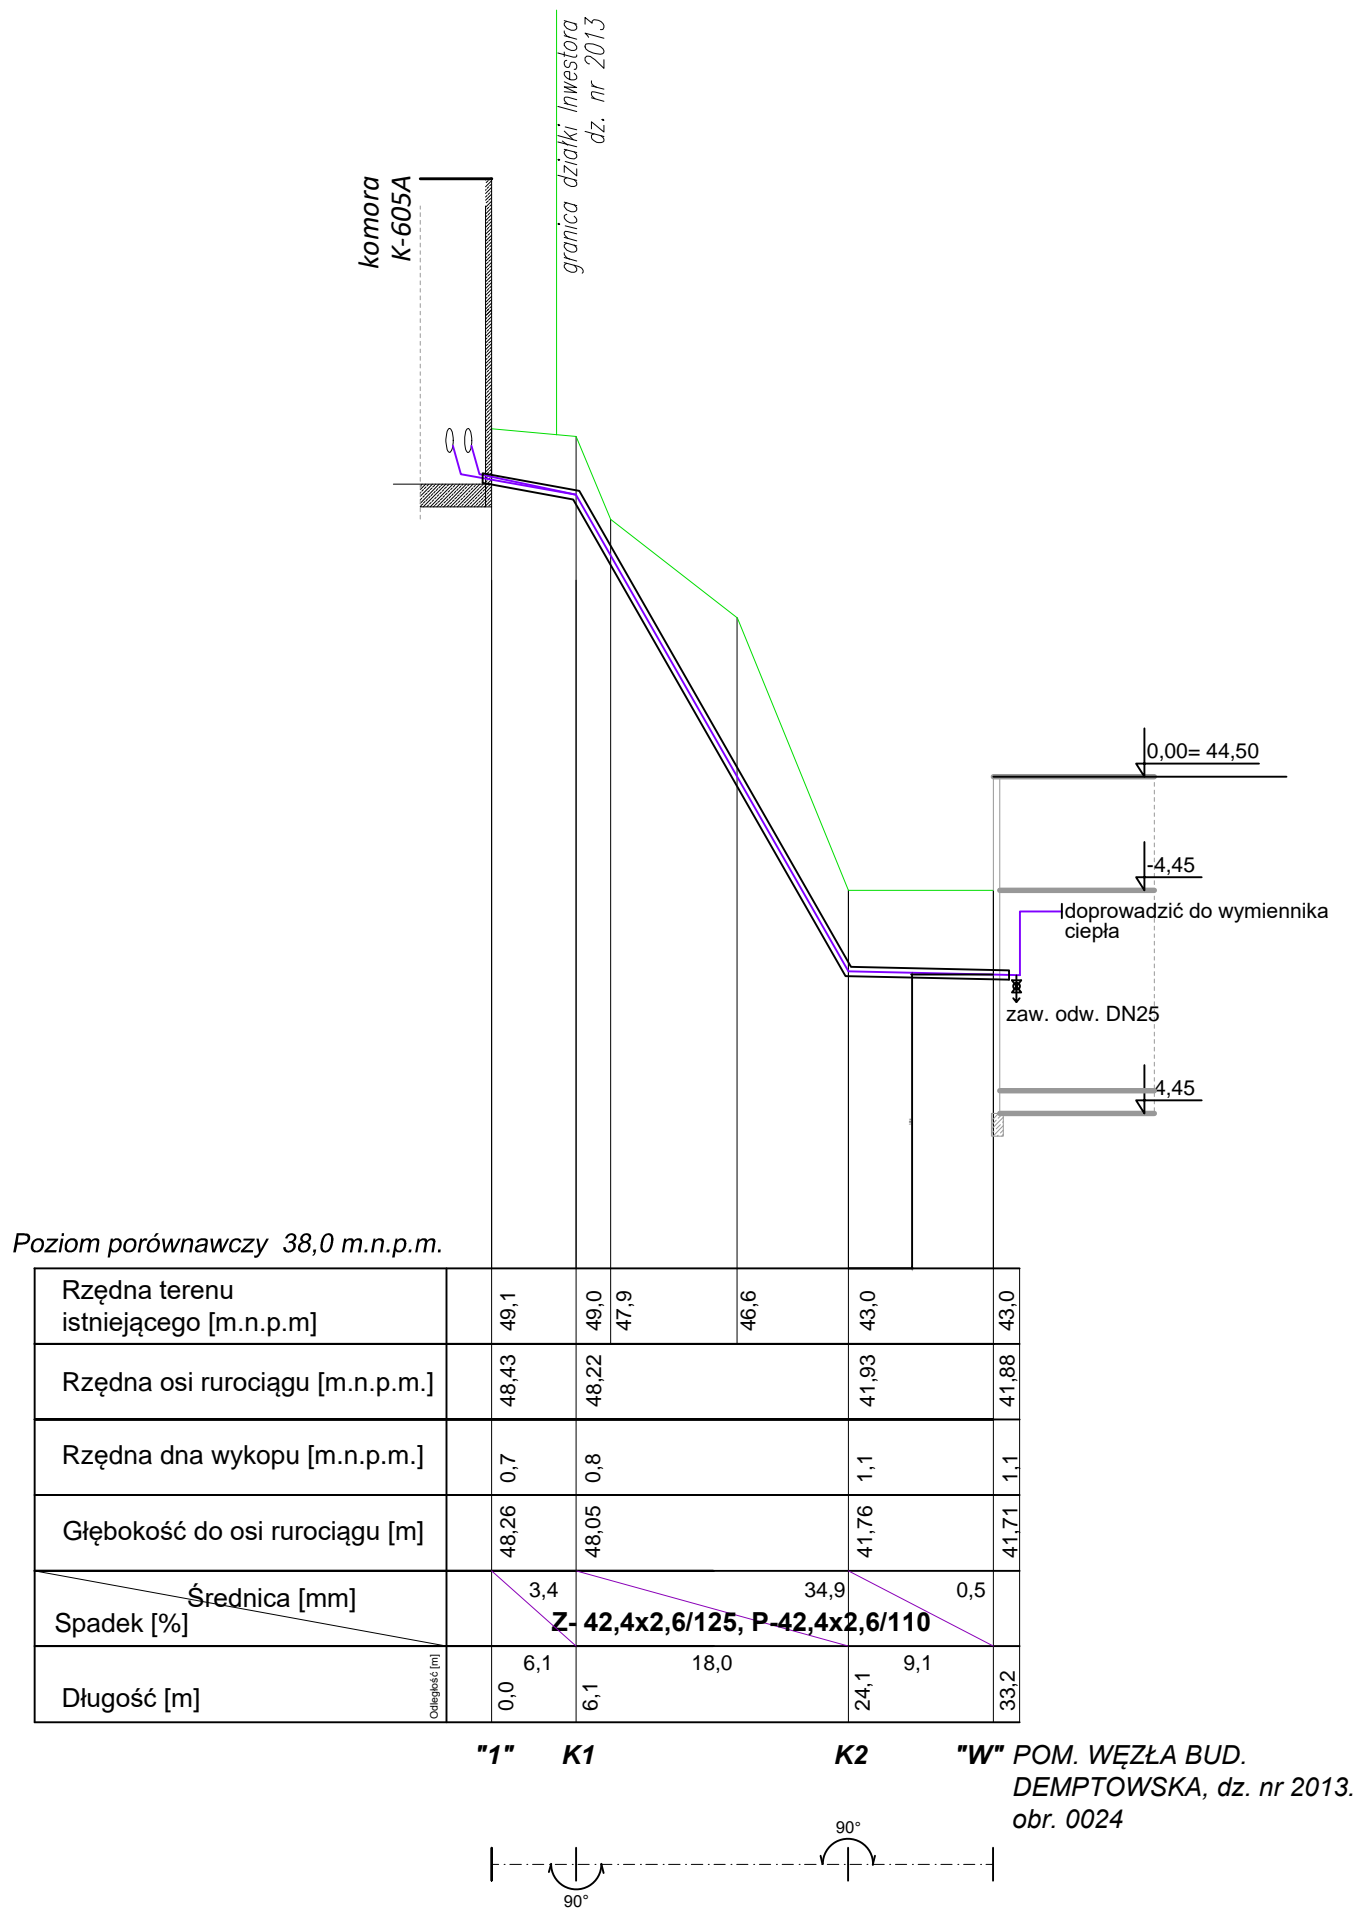 granica działki Inwestora
dz. nr 2013
komora
K-605A
0,00= 44,50
-4,45
doprowadzić do wymiennika
ciepła
zaw. odw. DN25
4,45
Poziom porównawczy 38,0 m.n.p.m.
Rzędna terenu
istniejącego [m.n.p.m]
49,1 49,0 47,9 46,6 43,0 43,0
Rzędna osi rurociągu [m.n.p.m.]
48,43 48,22 41,93 41,88
Rzędna dna wykopu [m.n.p.m.]
0,7 0,8 1,1 1,1
Głębokość do osi rurociągu [m]
48,26 48,05 41,76 41,71
Średnica [mm]
Spadek [%]
3,4 34,9 0,5
Z- 42,4x2,6/125, P-42,4x2,6/110
Długość [m]
Odległość [m]
6,1 18,0 9,1
0,0 6,1 24,1 33,2
"1" K1 K2 "W"
POM. WĘZŁA BUD.
DEMPTOWSKA, dz. nr 2013.
obr. 0024
90°
90°